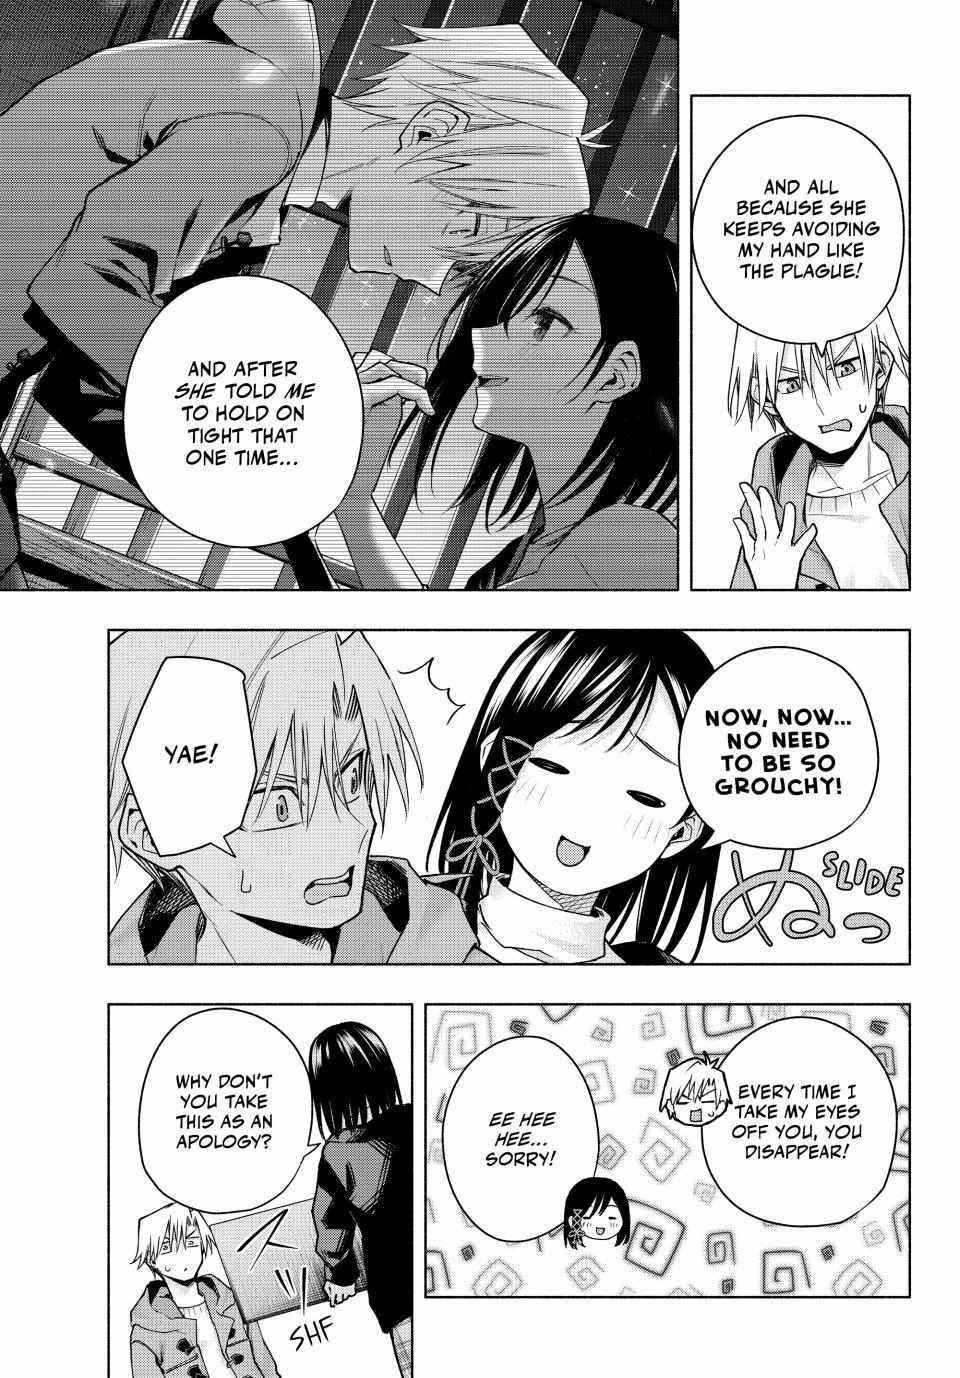 AND ALL
BECAUSE SHE
KEEPS AVOIDING
MY HAND LIKE
THE PLAGUE!
AND AFTER
SHE TOLD ME
TO HOLD ON
TIGHT THAT
ONE TIME...
NOW, NOW...
NO NEED
TO BE SO
GROUCHY!
SLIDE
ぬっ
YAE!
EVERY TIME I
TAKE MY EYES
OFF YOU, YOU
DISAPPEAR!
EE HEE
HEE...
SORRY!
WHY DON'T
YOU TAKE
THIS AS AN
APOLOGY?
SHF